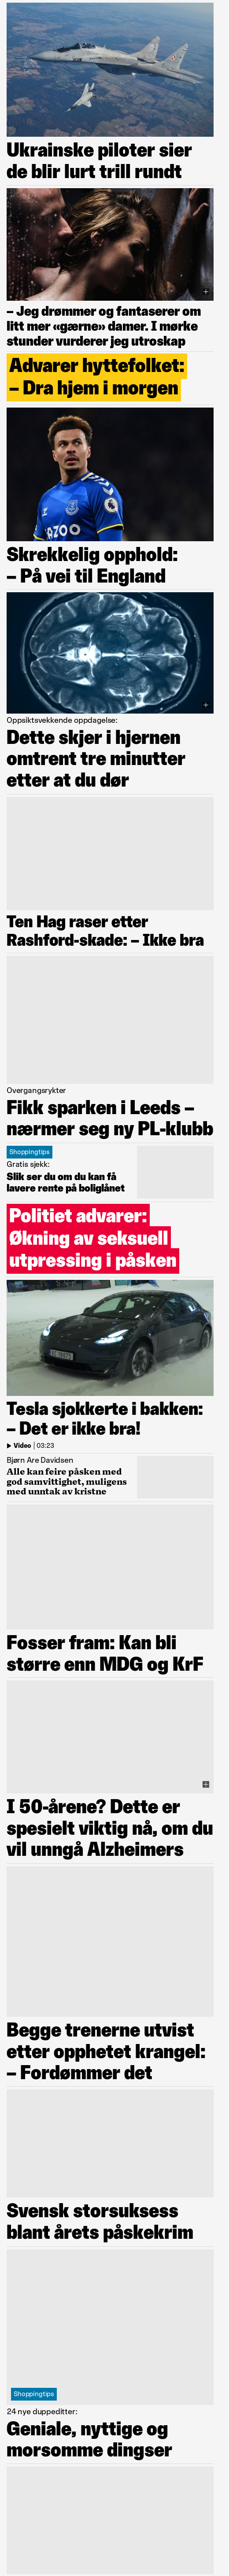 Ukrainske piloter sier
de blir lurt trill rundt
– Jeg drømmer og fantaserer om
litt mer «gærne» damer. I mørke
stunder vurderer jeg utroskap
Advarer hyttefolket:
– Dra hjem i morgen
Skrekkelig opphold:
– På vei til England
Oppsiktsvekkende oppdagelse:
Dette skjer i hjernen
omtrent tre minutter
etter at du dør
Ten Hag raser etter
Rashford-skade: – Ikke bra
Overgangsrykter
Fikk sparken i Leeds –
nærmer seg ny PL-klubb
Shoppingtips
Gratis sjekk:
Slik ser du om du kan få
lavere rente på boliglånet
Politiet advarer:
Økning av seksuell
utpressing i påsken
Tesla sjokkerte i bakken:
– Det er ikke bra!
Video | 03:23
Bjørn Are Davidsen
Alle kan feire påsken med
god samvittighet, muligens
med unntak av kristne
Fosser fram: Kan bli
større enn MDG og KrF
I 50-årene? Dette er
spesielt viktig nå, om du
vil unngå Alzheimers
Begge trenerne utvist
etter opphetet krangel:
– Fordømmer det
Svensk storsuksess
blant årets påskekrim
Shoppingtips
24 nye duppeditter:
Geniale, nyttige og
morsomme dingser